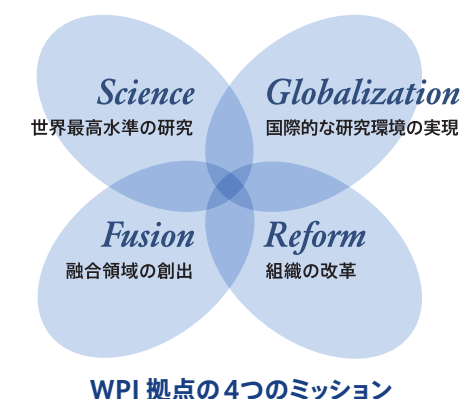 Science
世界最高水準の研究
Globalization
国際的な研究環境の実現
Fusion
融合領域の創出
Reform
組織の改革
WPI 拠点の4つのミッション